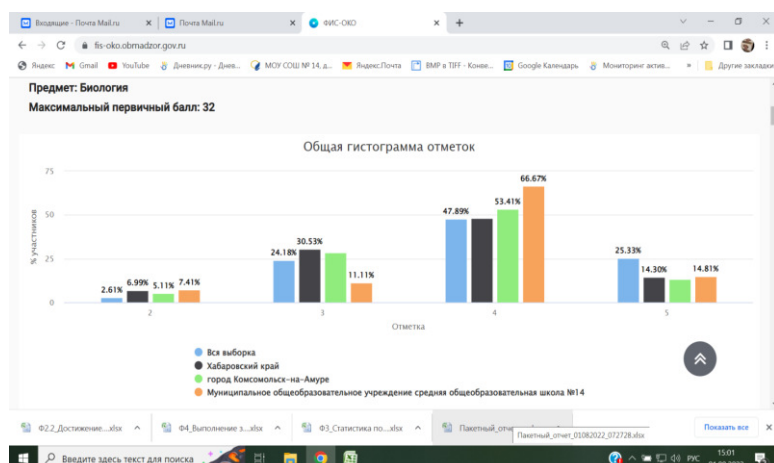 Входящие - Почта Mail.ru Почта Mail.ru ФИС-ОКО
fis-oko.obrnadzor.gov.ru
Яндекс Gmail YouTube Дневник.ру - Днев... МОУ СОШ № 14, д... Яндекс.Почта BMP в TIFF - Конве... Google Календарь Мониторинг актив... » Другие закладки
Предмет: Биология
Максимальный первичный балл: 32
Общая гистограмма отметок
% участников
75
50
25
0
2.61% 6.99% 5.11% 7.41%
24.18% 30.53% 11.11%
47.89% 53.41% 66.67%
25.33% 14.30% 14.81%
2 3 4 5
Отметка
Вся выборка
Хабаровский край
город Комсомольск-на-Амуре
Муниципальное общеобразовательное учреждение средняя общеобразовательная школа №14
Ф2.2_Достижение....xlsx Ф4_Выполнение з...xlsx Ф3_Статистика по...xlsx Пакетный_отче Показать все
Пакетный_отчет_01082022_072728.xlsx
Введите здесь текст для поиска РУС 15:01